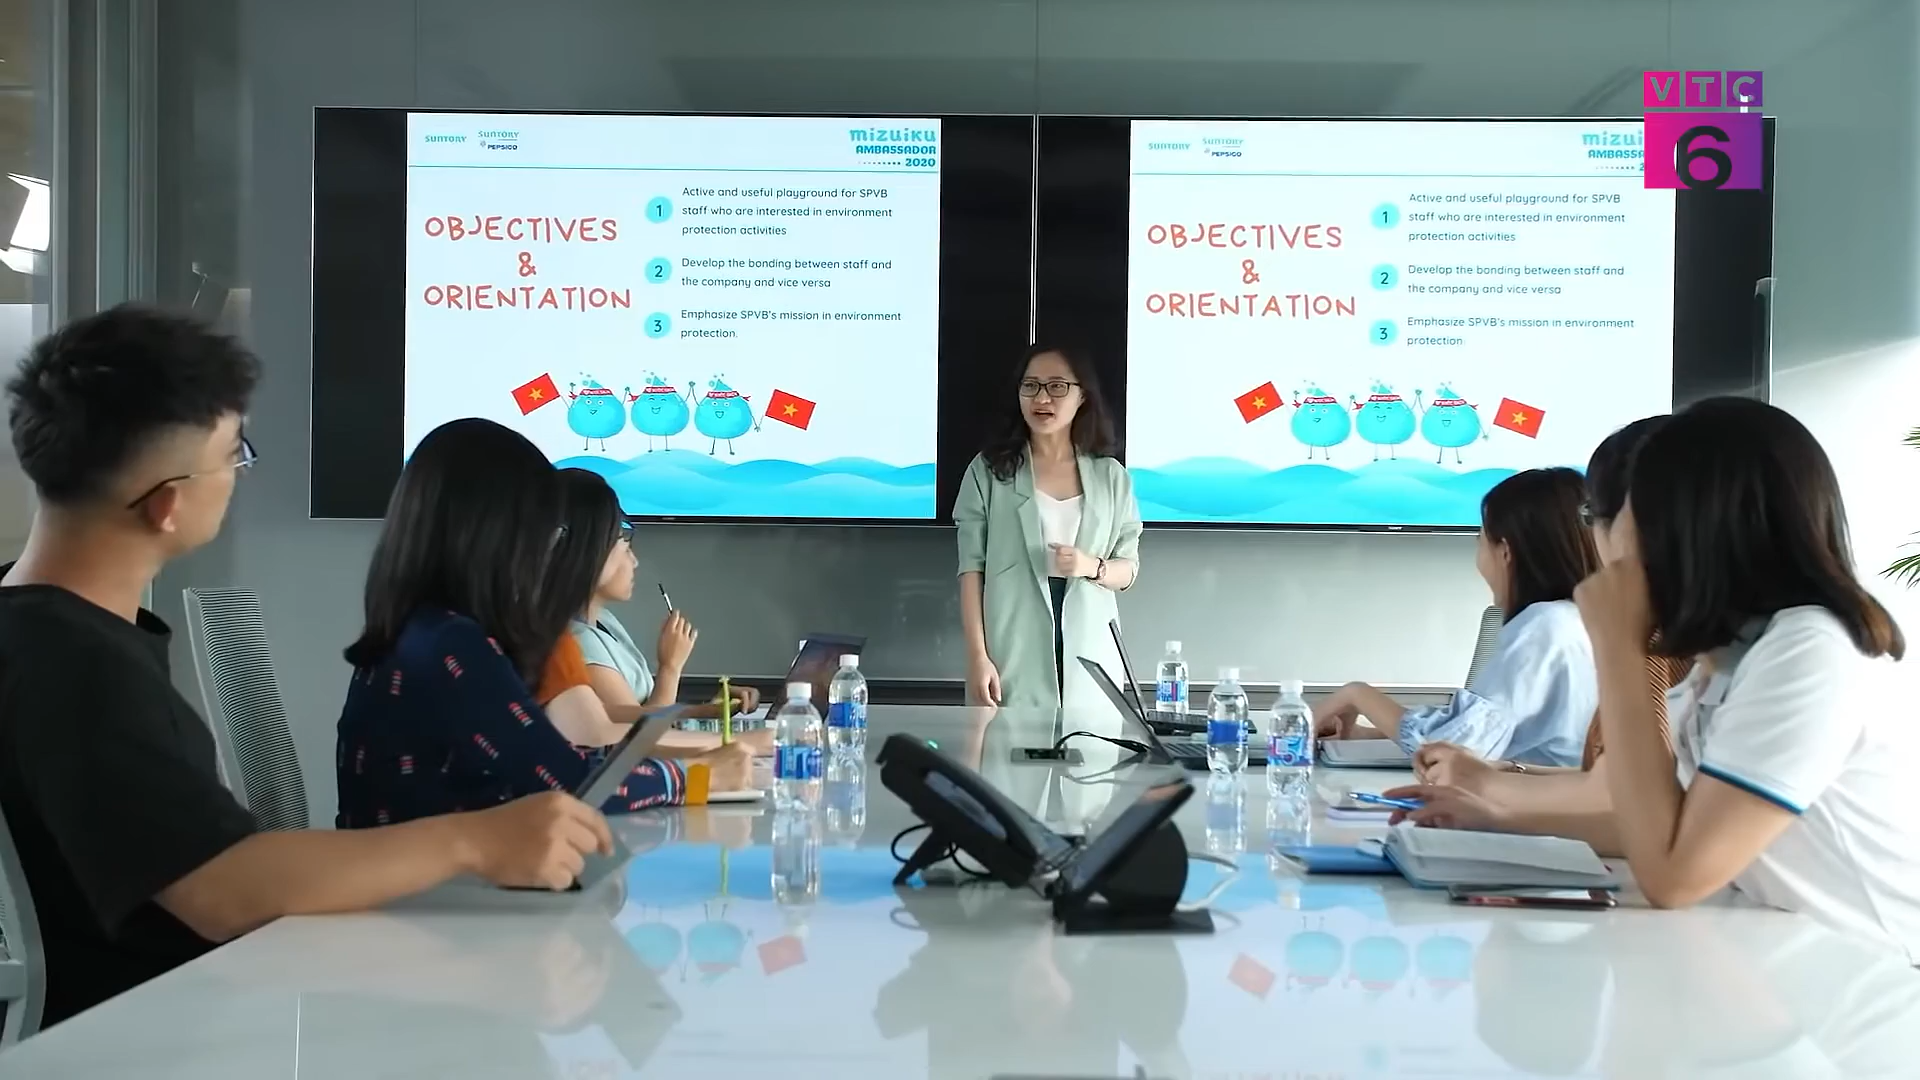 SUNTORY
SUNTORY
PEPSICO
mizuiku
AMBASSADOR
2020
OBJECTIVES
&
ORIENTATION
1
Active and useful playground for SPVB
staff who are interested in environment
protection activities
2
Develop the bonding between staff and
the company and vice versa
3
Emphasize SPVB's mission in environment
protection.
SUNTORY
SUNTORY
PEPSICO
mizui
AMBASSA
OBJECTIVES
&
ORIENTATION
1
Active and useful playground for SPVB
staff who are interested in environment
protection activities
2
Develop the bonding between staff and
the company and vice versa
3
Emphasize SPVB's mission in environment
protection.
VTC
6